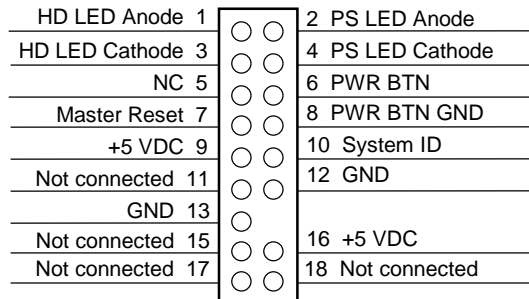 HD LED Anode 1 2 PS LED Anode
HD LED Cathode 3 4 PS LED Cathode
NC 5 6 PWR BTN
Master Reset 7 8 PWR BTN GND
+5 VDC 9 10 System ID
Not connected 11 12 GND
GND 13
Not connected 15 16 +5 VDC
Not connected 17 18 Not connected